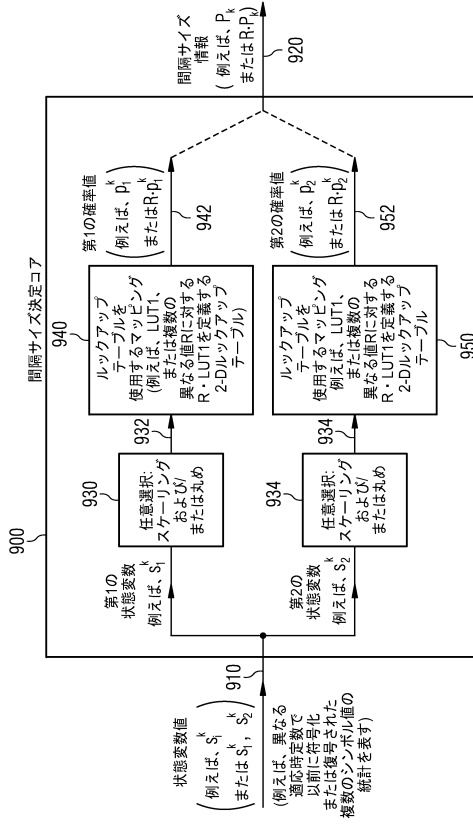 900
間隔サイズ決定コア
状態変数値
(例えば、s_i^k
または s_1^k, s_2^k)
(例えば、異なる
適応時定数で
以前に符号化
または復号された
複数のシンボル値の
統計を表す)
910
第1の
状態変数
例えば、s_1^k
930
任意選択:
スケーリング
および/
または丸め
932
940
ルックアップ
テーブルを
使用するマッピング
(例えば、LUT1、
または複数の
異なる値Rに対する
R・LUT1を定義する
2-Dルックアップ
テーブル)
第1の確率値
(例えば、p_1^k
またはR・p_1^k)
942
第2の
状態変数
例えば、s_2^k
934
任意選択:
スケーリング
および/
または丸め
934
950
ルックアップ
テーブルを
使用するマッピング
例えば、LUT1、
または複数の
異なる値Rに対する
R・LUT1を定義する
2-Dルックアップ
テーブル
第2の確率値
(例えば、p_2^k
またはR・p_2^k)
952
間隔サイズ
情報
( 例えば、P_k
またはR・P_k )
920